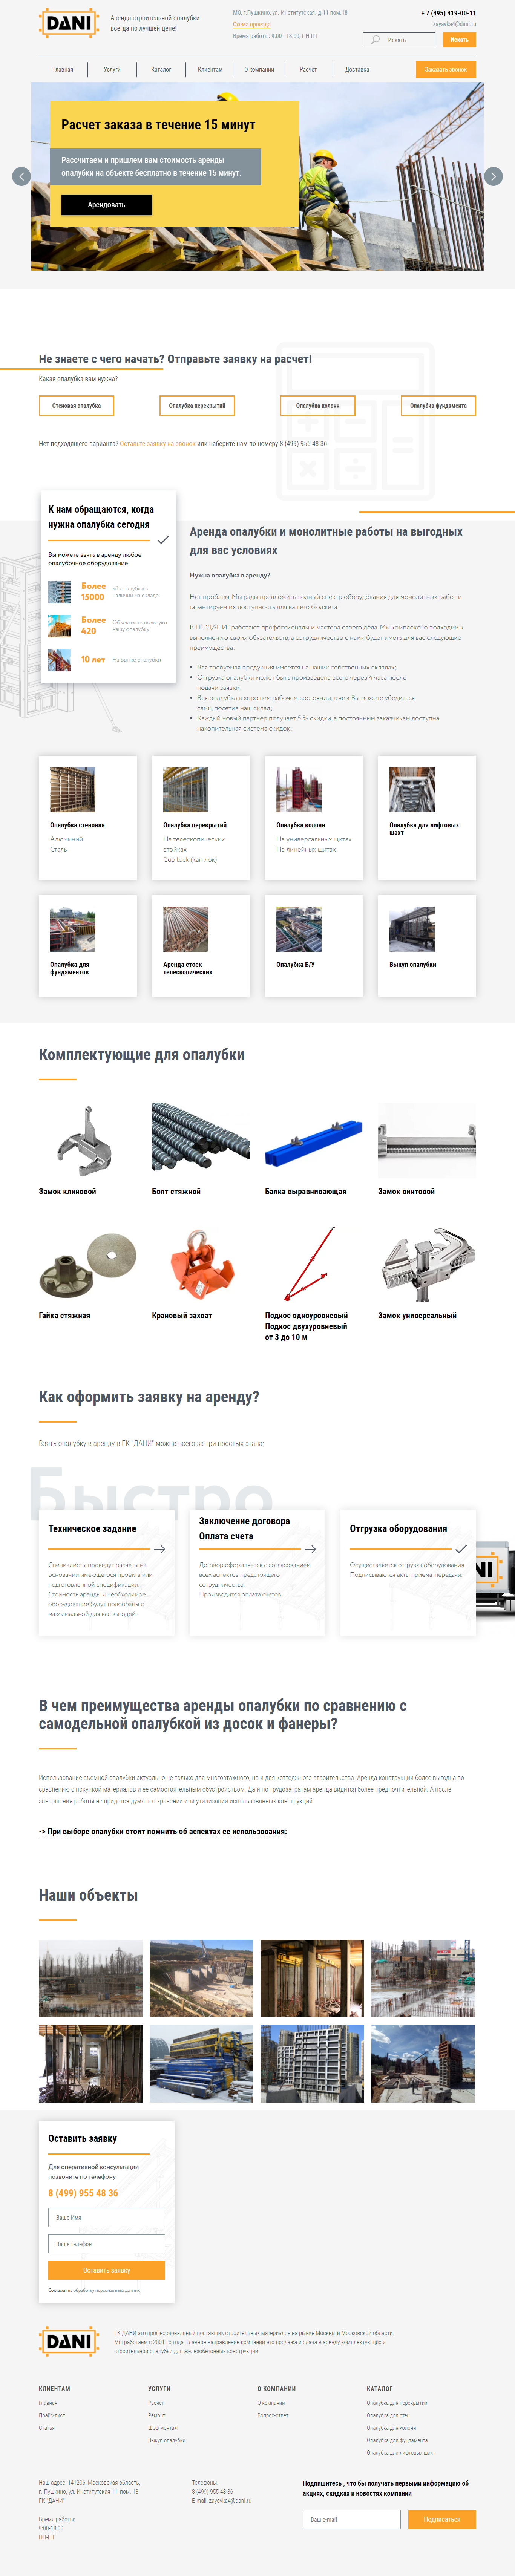 DANI
Аренда строительной опалубки
всегда по лучшей цене!
МО, г.Пушкино, ул. Институтская, д.11 пом.18
Схема проезда
Время работы: 9:00 - 18:00, ПН-ПТ
+ 7 (495) 419-00-11
zayavka4@dani.ru
Искать
Искать
Главная
Услуги
Каталог
Клиентам
О компании
Расчет
Доставка
Заказать звонок
Расчет заказа в течение 15 минут
Рассчитаем и пришлем вам стоимость аренды
опалубки на объекте бесплатно в течение 15 минут.
Арендовать
Не знаете с чего начать? Отправьте заявку на расчет!
Какая опалубка вам нужна?
Стеновая опалубка
Опалубка перекрытий
Опалубка колонн
Опалубка фундамента
Нет подходящего варианта? Оставьте заявку на звонок или наберите нам по номеру 8 (499) 955 48 36
К нам обращаются, когда
нужна опалубка сегодня
Вы можете взять в аренду любое
опалубочное оборудование
Более
15000
м2 опалубки в
наличии на складе
Более
420
Объектов используют
нашу опалубку
10 лет
На рынке опалубки
Аренда опалубки и монолитные работы на выгодных
для вас условиях
Нужна опалубка в аренду?
Нет проблем. Мы рады предложить полный спектр оборудования для монолитных работ и
гарантируем их доступность для вашего бюджета.
В ГК "ДАНИ" работают профессионалы и мастера своего дела. Мы комплексно подходим к
выполнению своих обязательств, а сотрудничество с нами будет иметь для вас следующие
преимущества:
Вся требуемая продукция имеется на наших собственных складах;
Отгрузка опалубки может быть произведена всего через 4 часа после
подачи заявки;
Вся опалубка в хорошем рабочем состоянии, в чем Вы можете убедиться
сами, посетив наш склад;
Каждый новый партнер получает 5 % скидки, а постоянным заказчикам доступна
накопительная система скидок;
Опалубка стеновая
Алюминий
Сталь
Опалубка перекрытий
На телескопических
стойках
Cup Lock (кап лок)
Опалубка колонн
На универсальных щитах
На линейных щитах
Опалубка для лифтовых
шахт
Опалубка для
фундаментов
Аренда стоек
телескопических
Опалубка Б/У
Выкуп опалубки
Комплектующие для опалубки
Замок клиновой
Болт стяжной
Балка выравнивающая
Замок винтовой
Гайка стяжная
Крановый захват
Подкос одноуровневый
Подкос двухуровневый
от 3 до 10 м
Замок универсальный
Как оформить заявку на аренду?
Взять опалубку в аренду в ГК "ДАНИ" можно всего за три простых этапа:
Быстро
Техническое задание
Специалисты проведут расчеты на
основании имеющегося проекта или
подготовленной спецификации.
Стоимость аренды и необходимое
оборудование будут подобраны с
максимальной для вас выгодой.
Заключение договора
Оплата счета
Договор оформляется с согласованием
всех аспектов предстоящего
сотрудничества.
Производится оплата счетов.
Отгрузка оборудования
Осуществляется отгрузка оборудования.
Подписываются акты приема-передачи.
NI
В чем преимущества аренды опалубки по сравнению с
самодельной опалубкой из досок и фанеры?
Использование съемной опалубки актуально не только для многоэтажного, но и для коттеджного строительства. Аренда конструкции более выгодна по
сравнению с покупкой материалов и ее самостоятельным обустройством. Да и по трудозатратам аренда видится более предпочтительной. А после
завершения работы не придется думать о хранении или утилизации использованных конструкций.
-> При выборе опалубки стоит помнить об аспектах ее использования:
Наши объекты
Оставить заявку
Для оперативной консультации
позвоните по телефону
8 (499) 955 48 36
Ваше Имя
Ваше телефон
Оставить заявку
Согласен на обработку персональных данных
DANI
ГК ДАНИ это профессиональный поставщик строительных материалов на рынке Москвы и Московской области.
Мы работаем с 2001-го года. Главное направление компании это продажа и сдача в аренду комплектующих и
строительной опалубки для железобетонных конструкций.
КЛИЕНТАМ
Главная
Прайс-лист
Статьи
УСЛУГИ
Расчет
Ремонт
Шеф монтаж
Выкуп опалубки
О КОМПАНИИ
О компании
Вопрос-ответ
КАТАЛОГ
Опалубка для перекрытий
Опалубка для стен
Опалубка для колонн
Опалубка для фундамента
Опалубка для лифтовых шахт
Наш адрес: 141206, Московская область,
г. Пушкино, ул. Институтская 11, пом. 18
ГК "ДАНИ"
Время работы:
9:00-18:00
ПН-ПТ
Телефоны:
8 (499) 955 48 36
E-mail: zayavka4@dani.ru
Подпишитесь , что бы получать первыми информацию об
акциях, скидках и новостях компании
Ваш e-mail
Подписаться